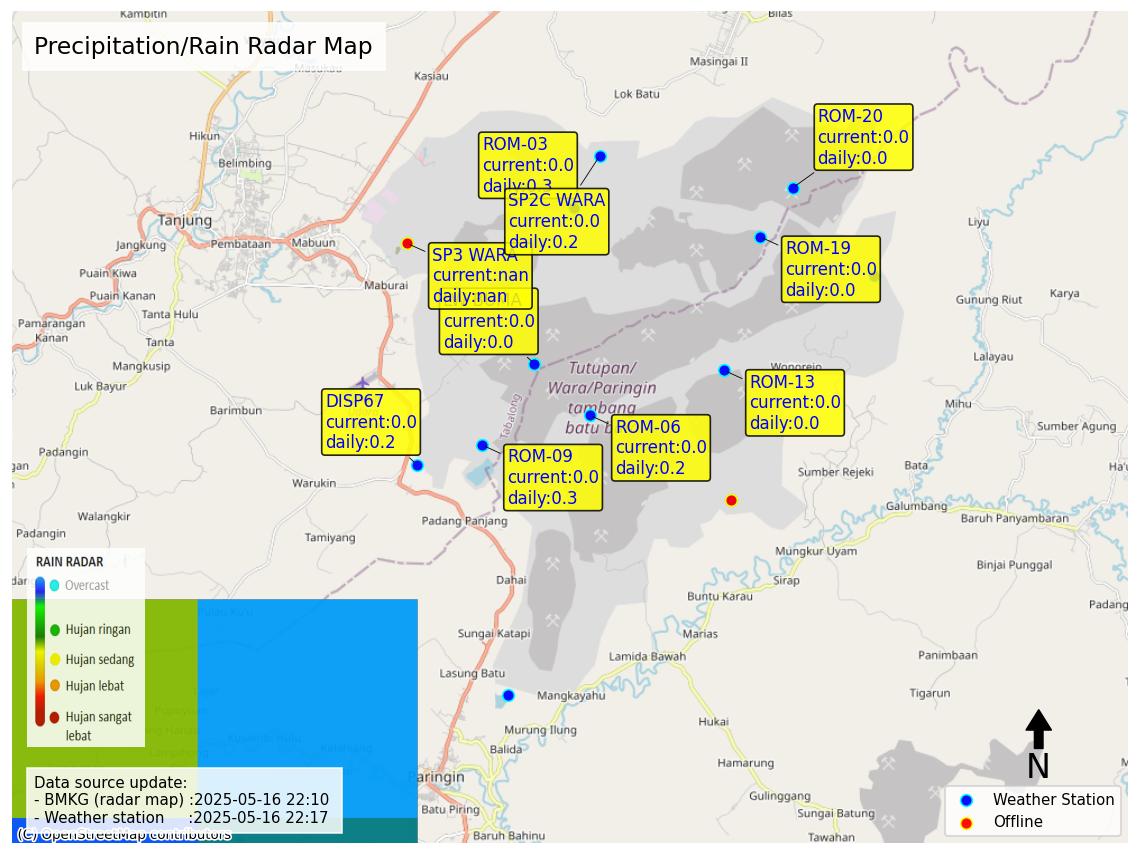 Precipitation/Rain Radar Map
Kambitin
Bilas
Masukau
Kasiau
Masingai II
Lok Batu
Hikun
Belimbing
Tanjung
Jangkung
Pembataan
Mabuun
Puain Kiwa
Maburai
Puain Kanan
Tanta Hulu
Pamarangan
Kanan
Tanta
Mangkusip
Luk Bayur
Barimbun
Padangin
Warukin
Walangkir
Padangin
Tamiyang
Padang Panjang
Dahai
Sungai Katapi
Lasung Batu
Mangkayahu
Murung Ilung
Balida
Paringin
Batu Piring
Baruh Bahinu
Liyu
Gunung Riut
Karya
Lalayau
Mihu
Sumber Agung
Wonorejo
Sumber Rejeki
Bata
Galumbang
Baruh Panyambaran
Mungkur Uyam
Binjai Punggal
Sirap
Buntu Karau
Padang
Marias
Lamida Bawah
Panimbaan
Tigarun
Hukai
Hamarung
Gulinggang
Sungai Batung
Tawahan
Tabalong
Tutupan/
Wara/Paringin
tambang
batu b
ROM-03
current:0.0
daily:0.3
SP2C WARA
current:0.0
daily:0.2
ROM-20
current:0.0
daily:0.0
ROM-19
current:0.0
daily:0.0
SP3 WARA
current:nan
daily:nan
current:0.0
daily:0.0
ROM-13
current:0.0
daily:0.0
DISP67
current:0.0
daily:0.2
ROM-06
current:0.0
daily:0.2
ROM-09
current:0.0
daily:0.3
RAIN RADAR
Overcast
Hujan ringan
Hujan sedang
Hujan lebat
Hujan sangat
lebat
Data source update:
- BMKG (radar map) :2025-05-16 22:10
- Weather station :2025-05-16 22:17
(C) OpenStreetMap contributors
N
Weather Station
Offline